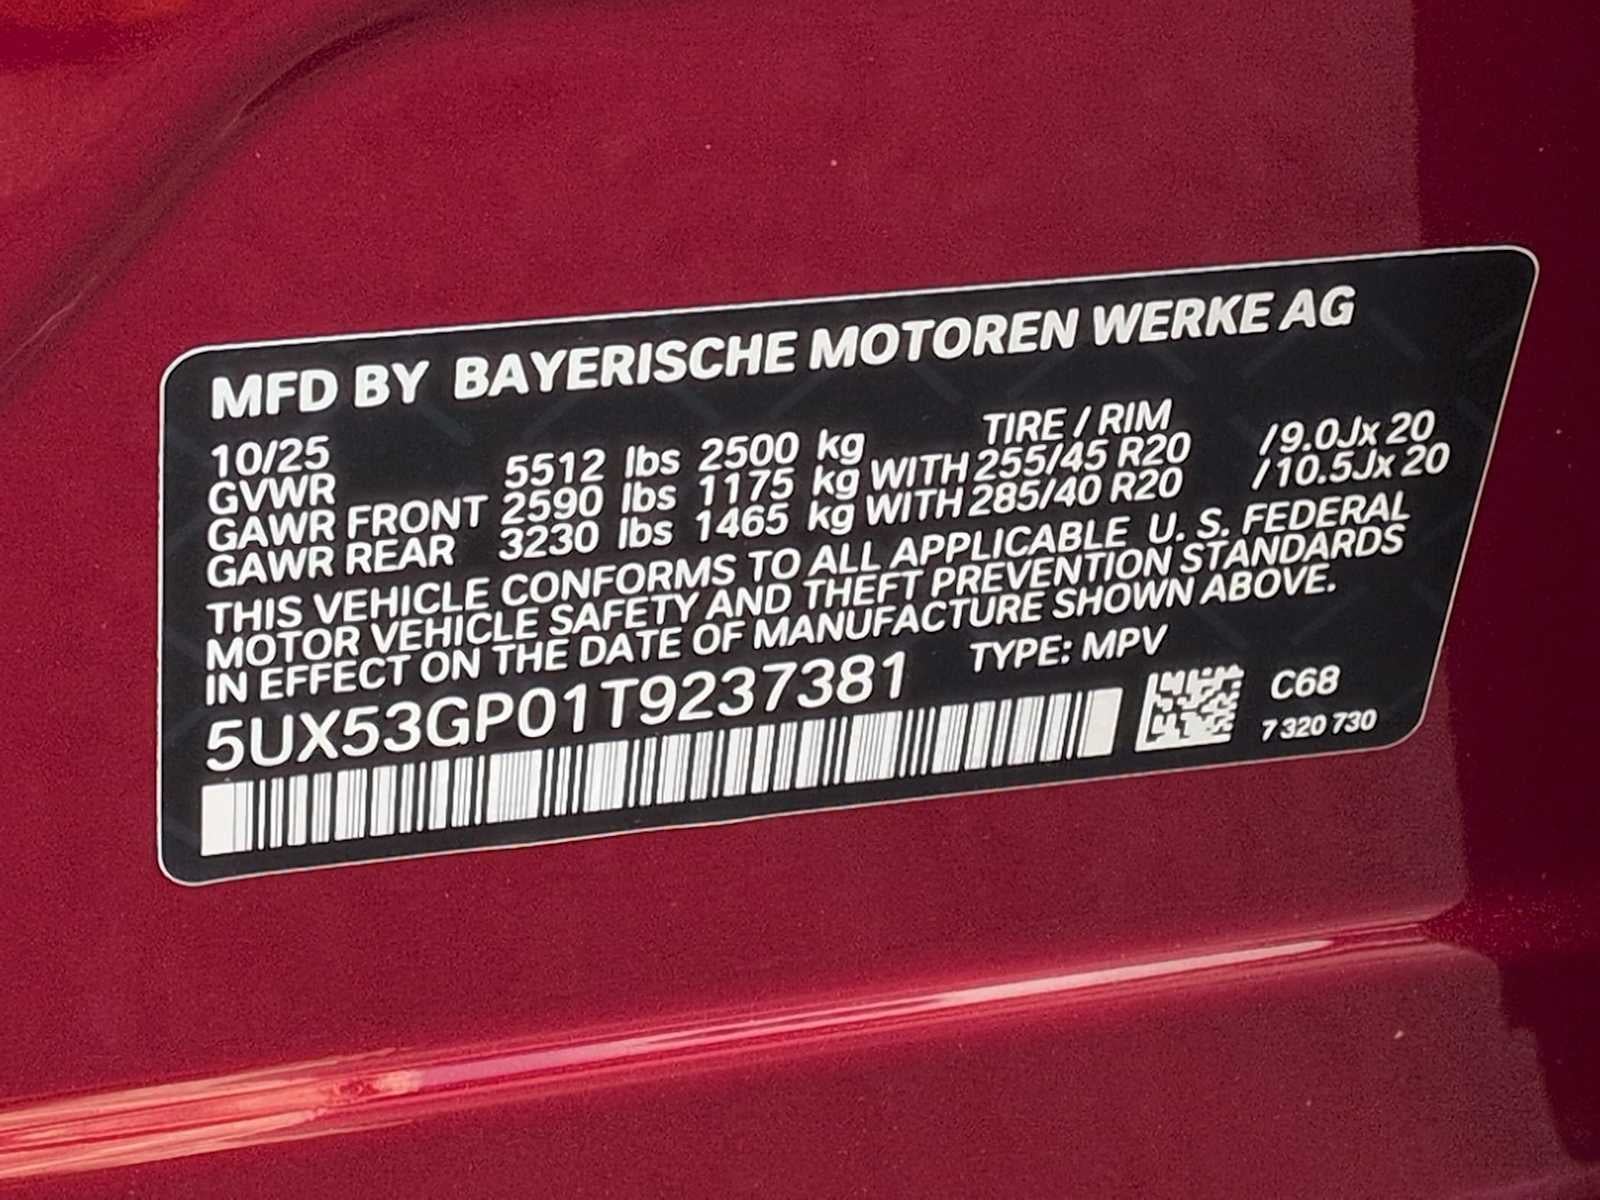 MFD BY BAYERISCHE MOTOREN WERKE AG
10/25 TIRE / RIM
GVWR 5512 lbs 2500 kg
GAWR FRONT 2590 lbs 1175 kg WITH 255/45 R20 /9.0Jx 20
GAWR REAR 3230 lbs 1465 kg WITH 285/40 R20 /10.5Jx 20
THIS VEHICLE CONFORMS TO ALL APPLICABLE U. S. FEDERAL
MOTOR VEHICLE SAFETY AND THEFT PREVENTION STANDARDS
IN EFFECT ON THE DATE OF MANUFACTURE SHOWN ABOVE.
5UX53GP01T9237381 TYPE: MPV
C68
7 320 730